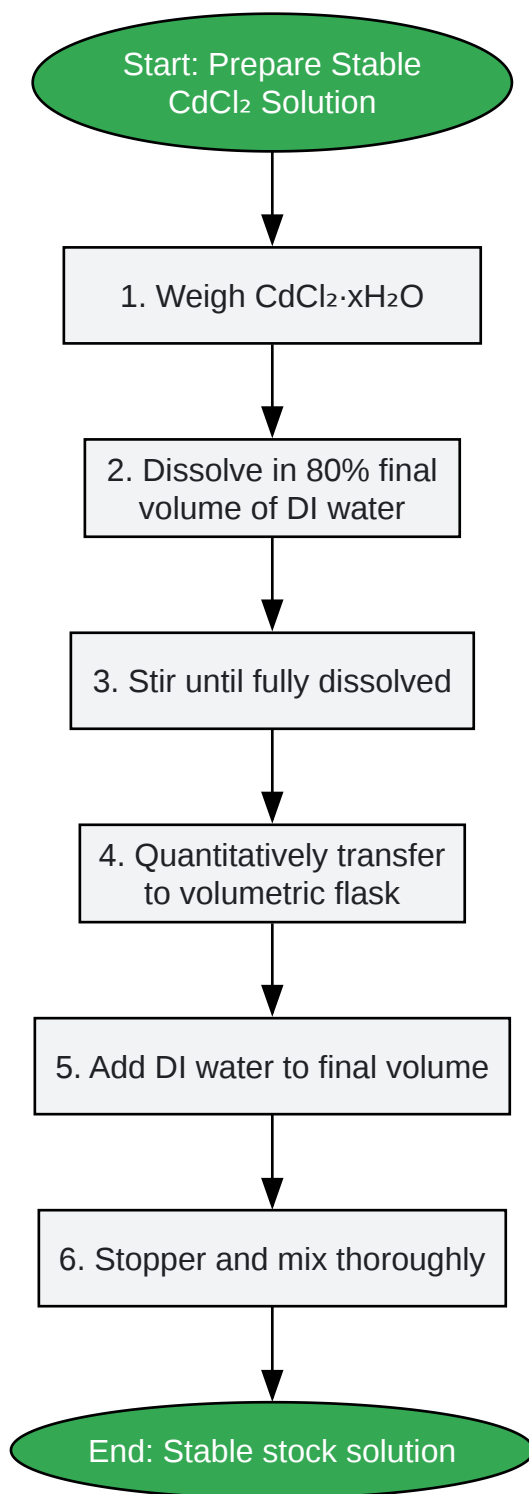 Start: Prepare Stable
CdCl₂ Solution
1. Weigh CdCl₂·xH₂O
2. Dissolve in 80% final
volume of DI water
3. Stir until fully dissolved
4. Quantitatively transfer
to volumetric flask
5. Add DI water to final volume
6. Stopper and mix thoroughly
End: Stable stock solution